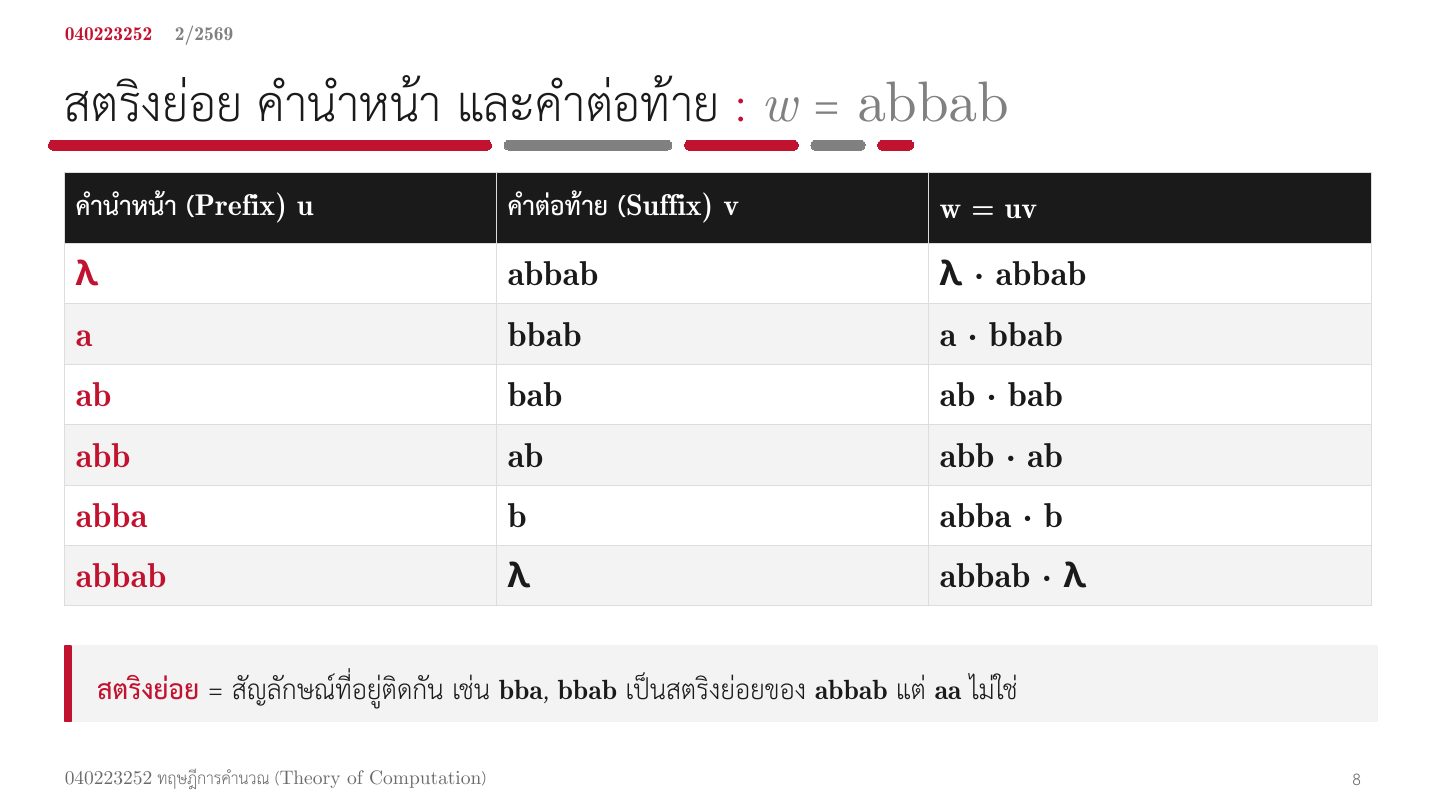 040223252 2/2569
สตริงย่อย คำนำหน้า และคำต่อท้าย : w = abbab
คำนำหน้า (Prefix) u คำต่อท้าย (Suffix) v w = uv
λ abbab λ · abbab
a bbab a · bbab
ab bab ab · bab
abb ab abb · ab
abba b abba · b
abbab λ abbab · λ
สตริงย่อย = สัญลักษณ์ที่อยู่ติดกัน เช่น bba, bbab เป็นสตริงย่อยของ abbab แต่ aa ไม่ใช่
040223252 ทฤษฎีการคำนวณ (Theory of Computation) 8